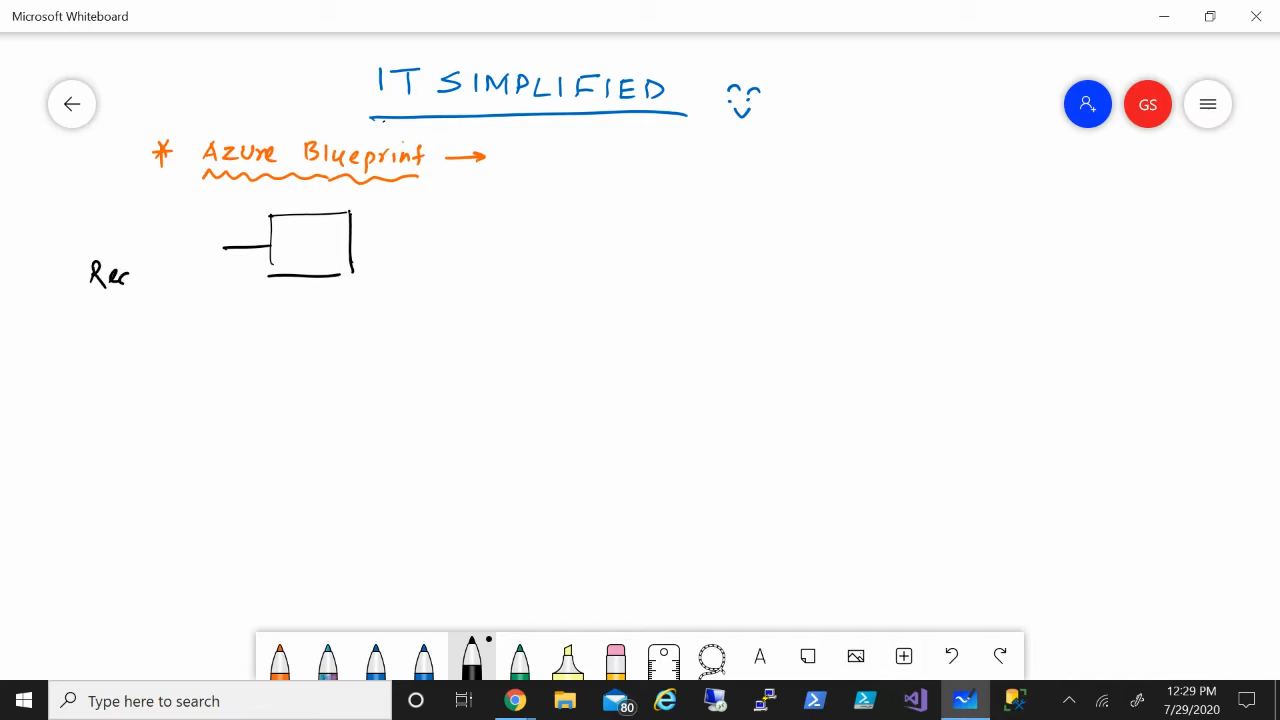 Microsoft Whiteboard
IT SIMPLIFIED
GS
* Azure Blueprint →
Rec
A
Type here to search
80
12:29 PM
7/29/2020